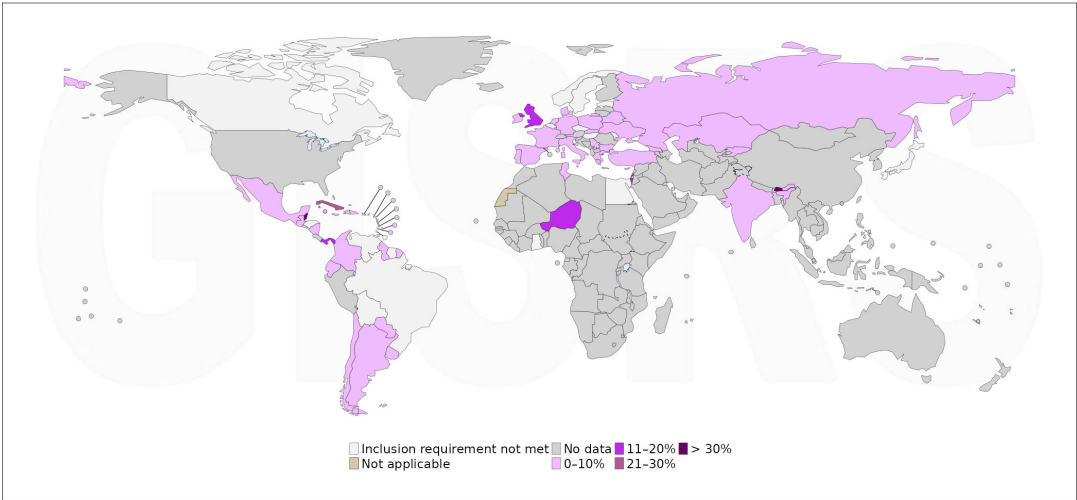 GISRS
Inclusion requirement not met No data 11–20% > 30%
Not applicable 0–10% 21–30%